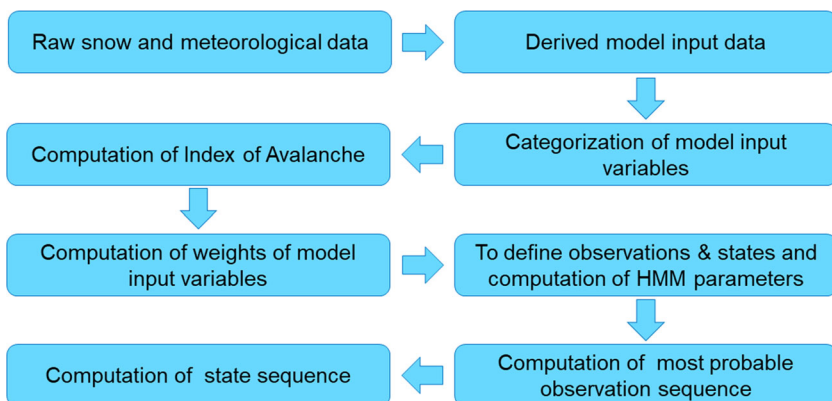 Raw snow and meteorological data
Derived model input data
Categorization of model input
variables
Computation of Index of Avalanche
Computation of weights of model
input variables
To define observations & states and
computation of HMM parameters
Computation of most probable
observation sequence
Computation of state sequence